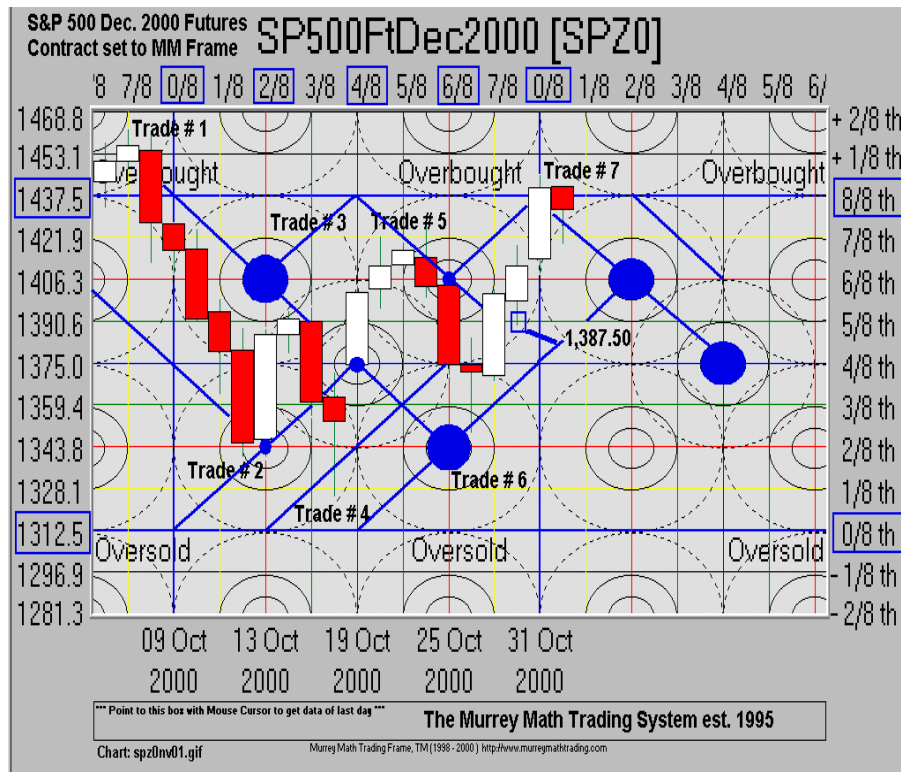 S&P 500 Dec. 2000 Futures
Contract set to MM Frame
SP500FtDec2000 [SPZ0]
'/8 7/8 0/8 1/8 2/8 3/8 4/8 5/8 6/8 7/8 0/8 1/8 2/8 3/8 4/8 5/8 6/
1468.8 Trade # 1 + 2/8 th
1453.1 Overbought Overbought Trade # 7 Overbought + 1/8 th
1437.5 8/8 th
Trade # 3 Trade # 5
1421.9 7/8 th
1406.3 6/8 th
1390.6 5/8 th
1,387.50
1375.0 4/8 th
1359.4 3/8 th
1343.8 2/8 th
Trade # 2 Trade # 6
1328.1 1/8 th
Trade # 4
1312.5 0/8 th
Oversold Oversold Oversold
1296.9 - 1/8 th
1281.3 - 2/8 th
09 Oct 13 Oct 19 Oct 25 Oct 31 Oct
2000 2000 2000 2000 2000
*** Point to this box with Mouse Cursor to get data of last day ***
The Murrey Math Trading System est. 1995
Chart: spz0nv01.gif
Murrey Math Trading Frame, TM (1998 - 2000 ) http://www.murreymathtrading.com